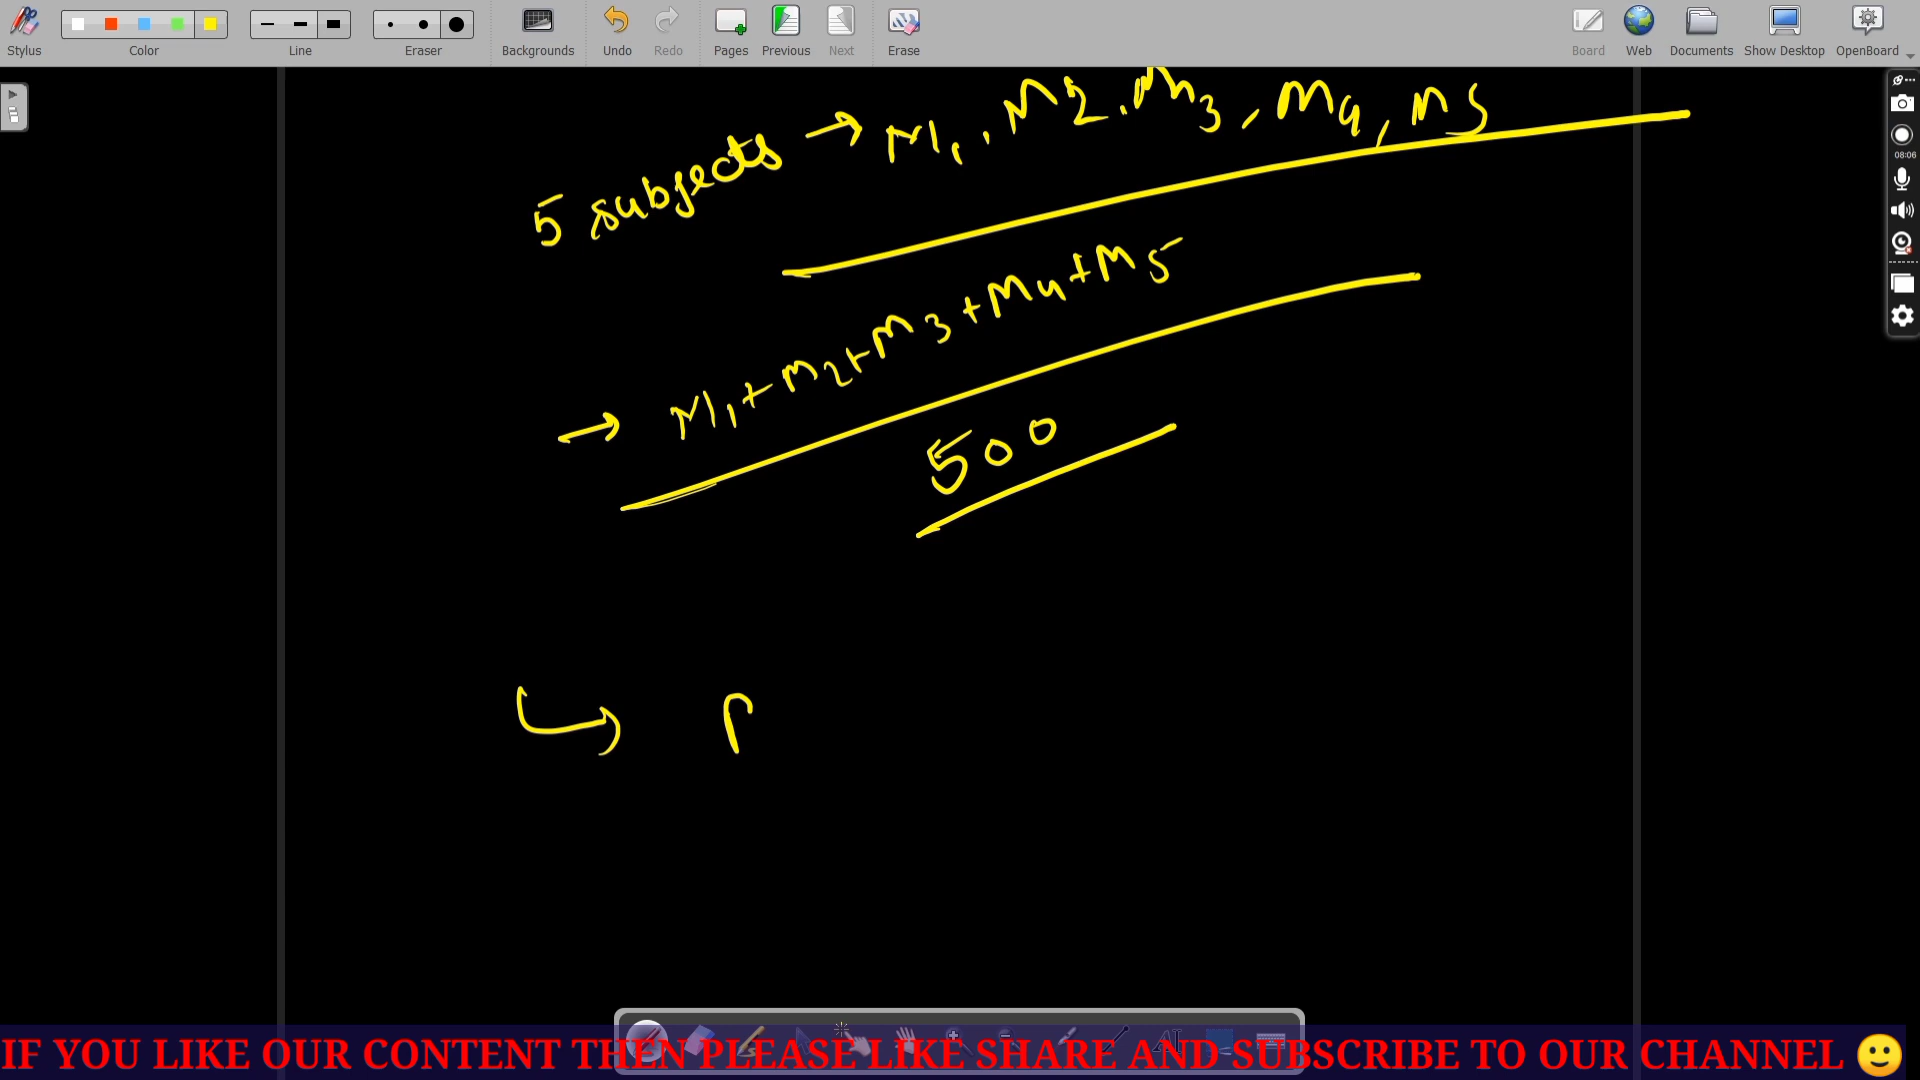 Stylus Color Line Eraser Backgrounds Undo Redo Pages Previous Next Erase Board Web Documents Show Desktop OpenBoard
08:06
5 subjects → M1, M2, M3, M4, M5
→ M1+M2+M3+M4+M5
500
IF YOU LIKE OUR CONTENT THEN PLEASE LIKE SHARE AND SUBSCRIBE TO OUR CHANNEL 🙂